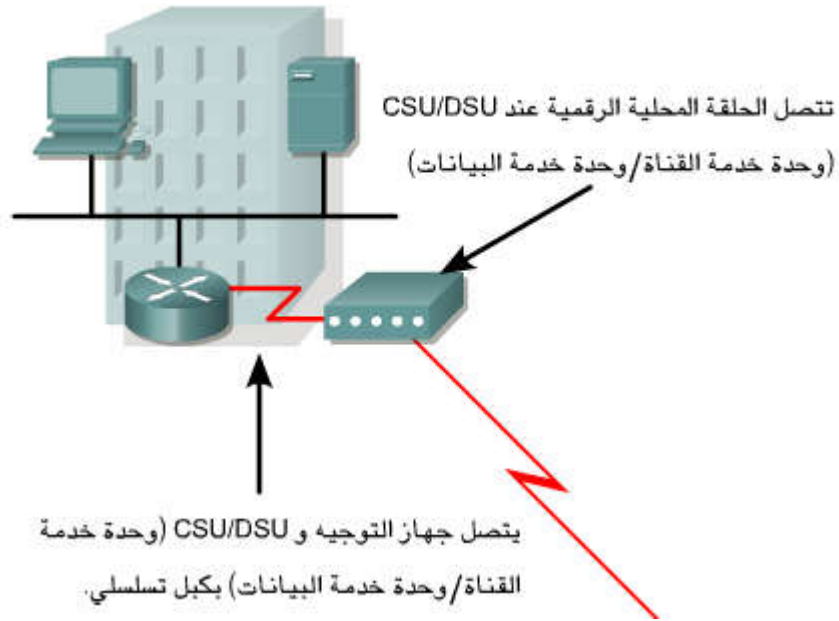 تتصل الحلقة المحلية الرقمية عند CSU/DSU
(وحدة خدمة القناة/وحدة خدمة البيانات)
يتصل جهاز التوجيه و CSU/DSU (وحدة خدمة
القناة/وحدة خدمة البيانات) بكبل تسلسلي.